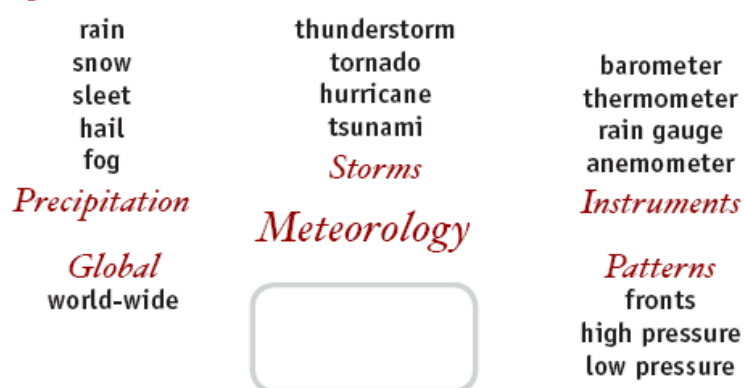 rain
snow
sleet
hail
fog
Precipitation
thunderstorm
tornado
hurricane
tsunami
Storms
barometer
thermometer
rain gauge
anemometer
Instruments
Meteorology
Global
world-wide
Patterns
fronts
high pressure
low pressure